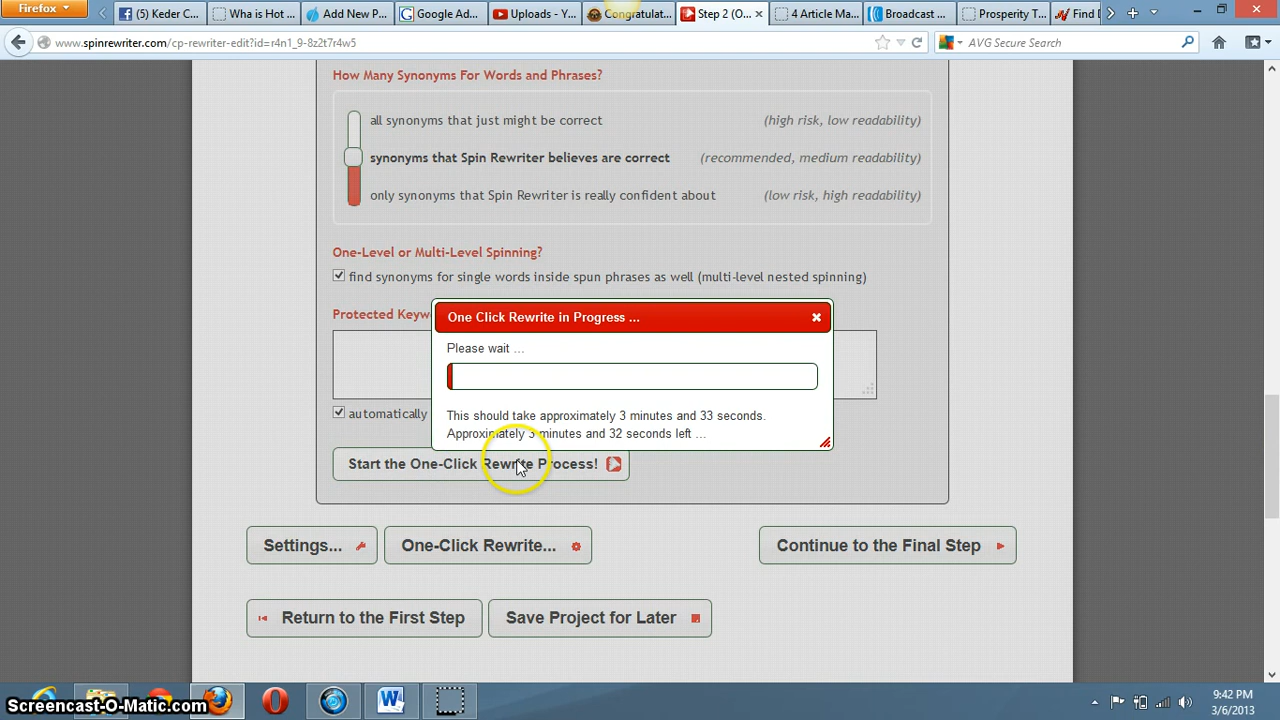 Firefox
(5) Keder C...
Wha is Hot ...
Add New P...
Google Ad...
Uploads - Y...
Congratulat...
Step 2 (O...
4 Article Ma...
Broadcast ...
Prosperity T...
Find D
www.spinrewriter.com/cp-rewriter-edit?id=r4n1_9-8z2t7r4w5
AVG Secure Search
How Many Synonyms For Words and Phrases?
all synonyms that just might be correct (high risk, low readability)
synonyms that Spin Rewriter believes are correct (recommended, medium readability)
only synonyms that Spin Rewriter is really confident about (low risk, high readability)
One-Level or Multi-Level Spinning?
find synonyms for single words inside spun phrases as well (multi-level nested spinning)
Protected Keyw
One Click Rewrite in Progress ...
Please wait ...
This should take approximately 3 minutes and 33 seconds.
Approximately 3 minutes and 32 seconds left ...
automatically
Start the One-Click Rewrite Process!
Settings...
One-Click Rewrite...
Continue to the Final Step
Return to the First Step
Save Project for Later
Screencast-O-Matic.com
9:42 PM
3/6/2013